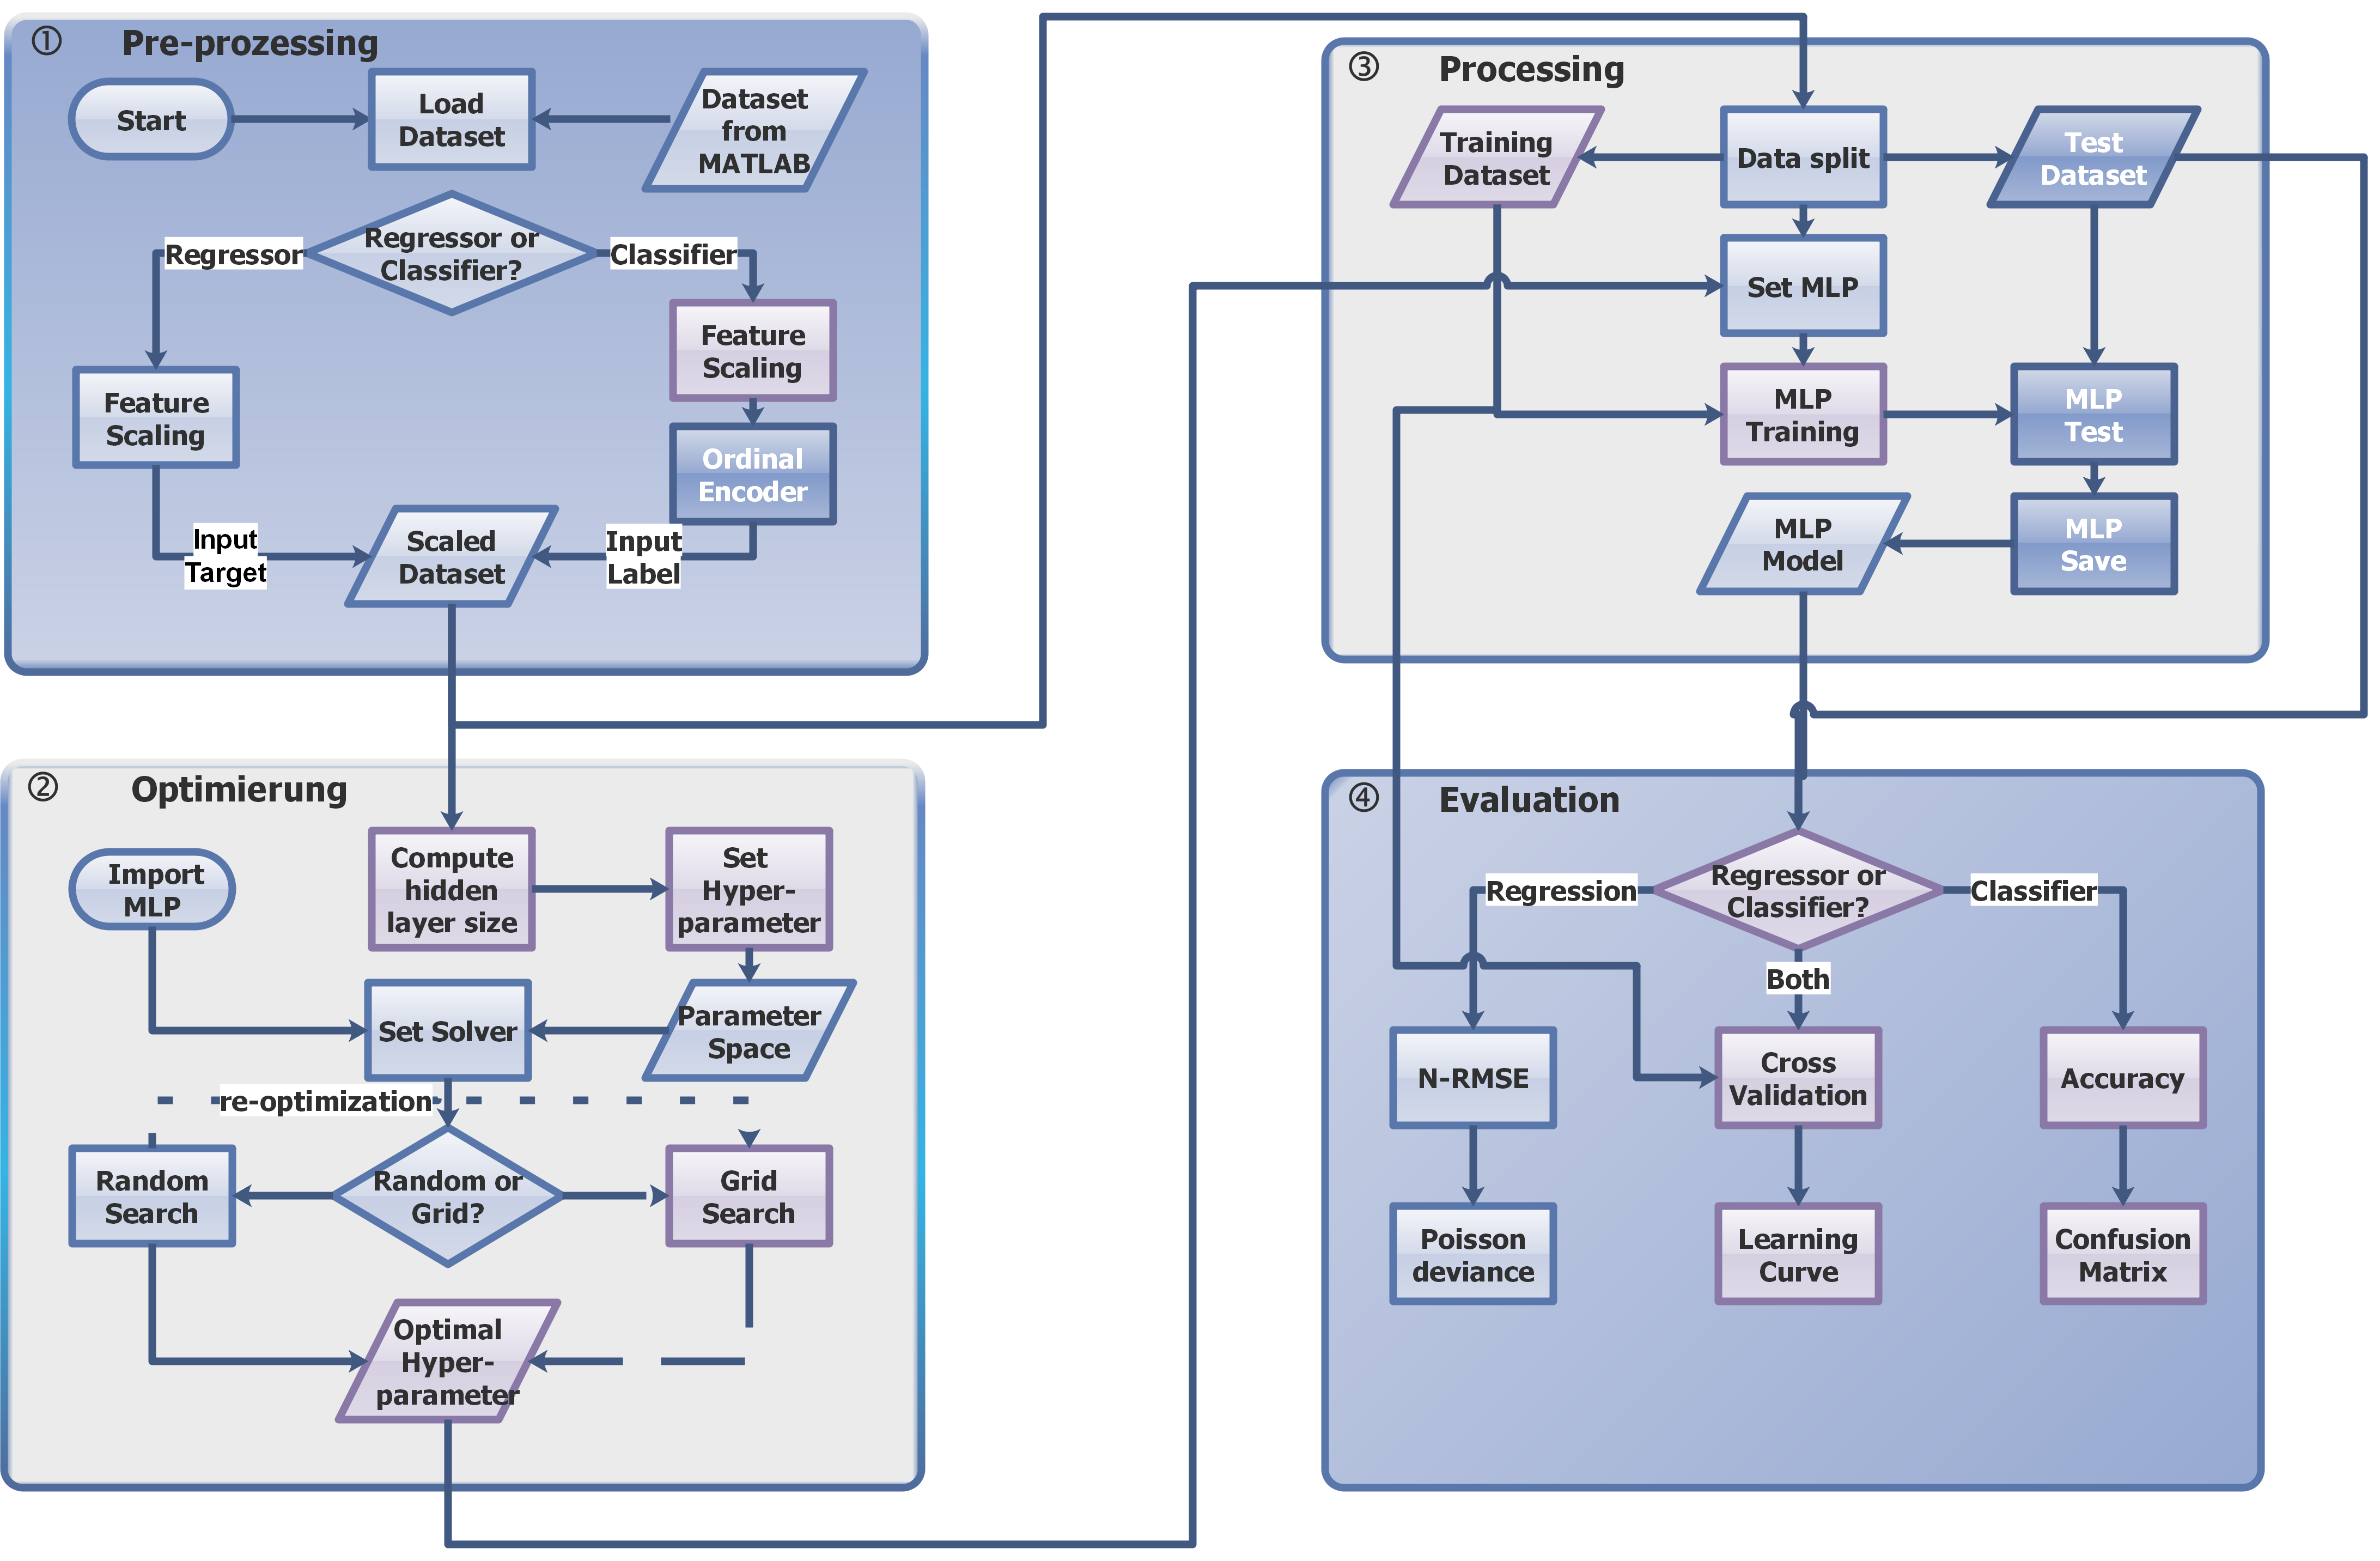 ① Pre-prozessing
Start
Load
Dataset
Dataset
from
MATLAB
Regressor
Regressor or
Classifier?
Classifier
Feature
Scaling
Feature
Scaling
Ordinal
Encoder
Input
Target
Scaled
Dataset
Input
Label
② Optimierung
Import
MLP
Compute
hidden
layer size
Set
Hyper-
parameter
Set Solver
Parameter
Space
re-optimization
Random
Search
Random or
Grid?
Grid
Search
Optimal
Hyper-
parameter
③ Processing
Training
Dataset
Data split
Test
Dataset
Set MLP
MLP
Training
MLP
Test
MLP
Model
MLP
Save
④ Evaluation
Regression
Regressor or
Classifier?
Classifier
Both
N-RMSE
Cross
Validation
Accuracy
Poisson
deviance
Learning
Curve
Confusion
Matrix